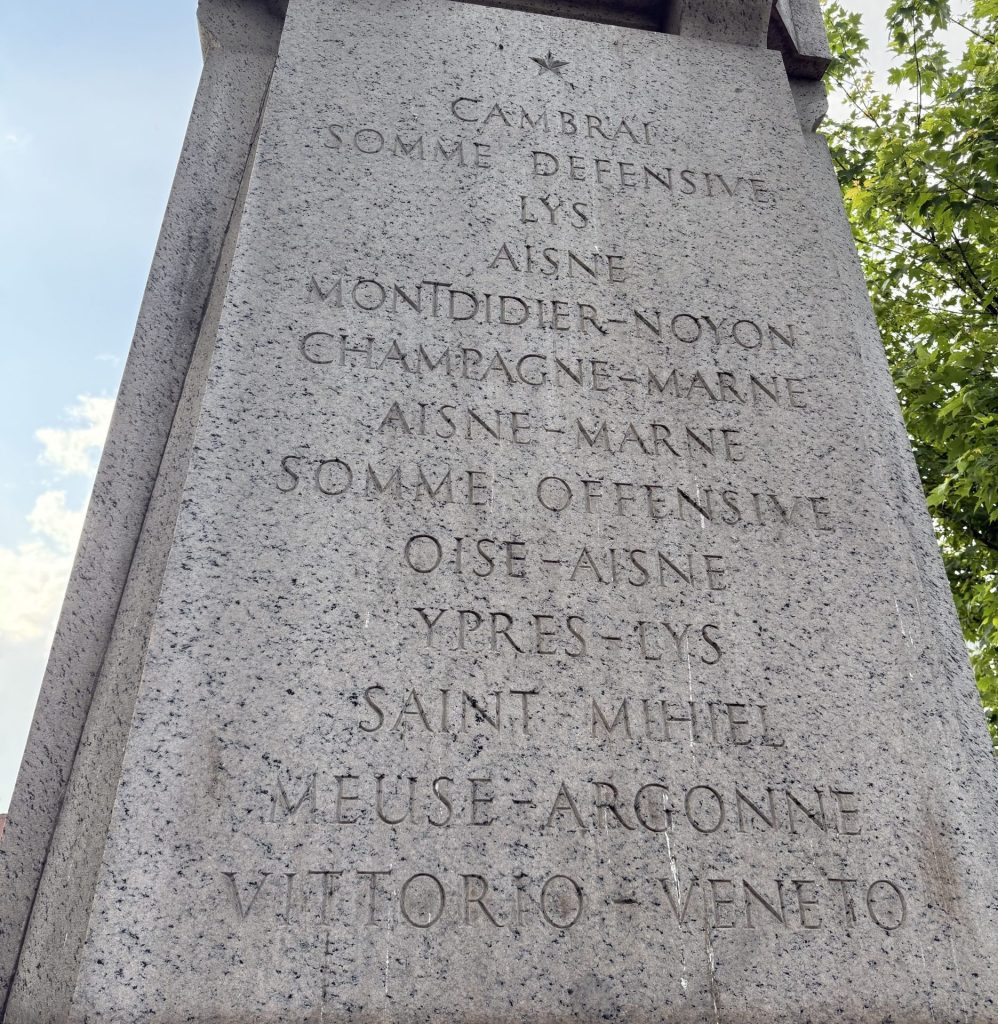 CAMBRAI
SOMME DEFENSIVE
LYS
AISNE
MONTDIDIER-NOYON
CHAMPAGNE-MARNE
AISNE-MARNE
SOMME OFFENSIVE
OISE-AISNE
YPRES-LYS
SAINT-MIHIEL
MEUSE-ARGONNE
VITTORIO-VENETO